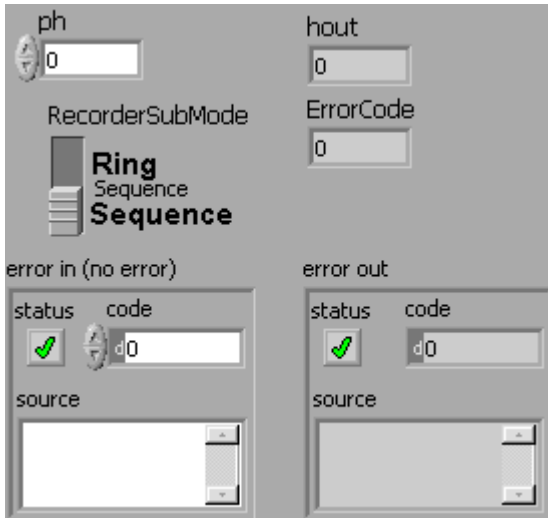 ph
0
hout
0
RecorderSubMode
Ring
Sequence
Sequence
ErrorCode
0
error in (no error)
status code
d0
source
error out
status code
d0
source